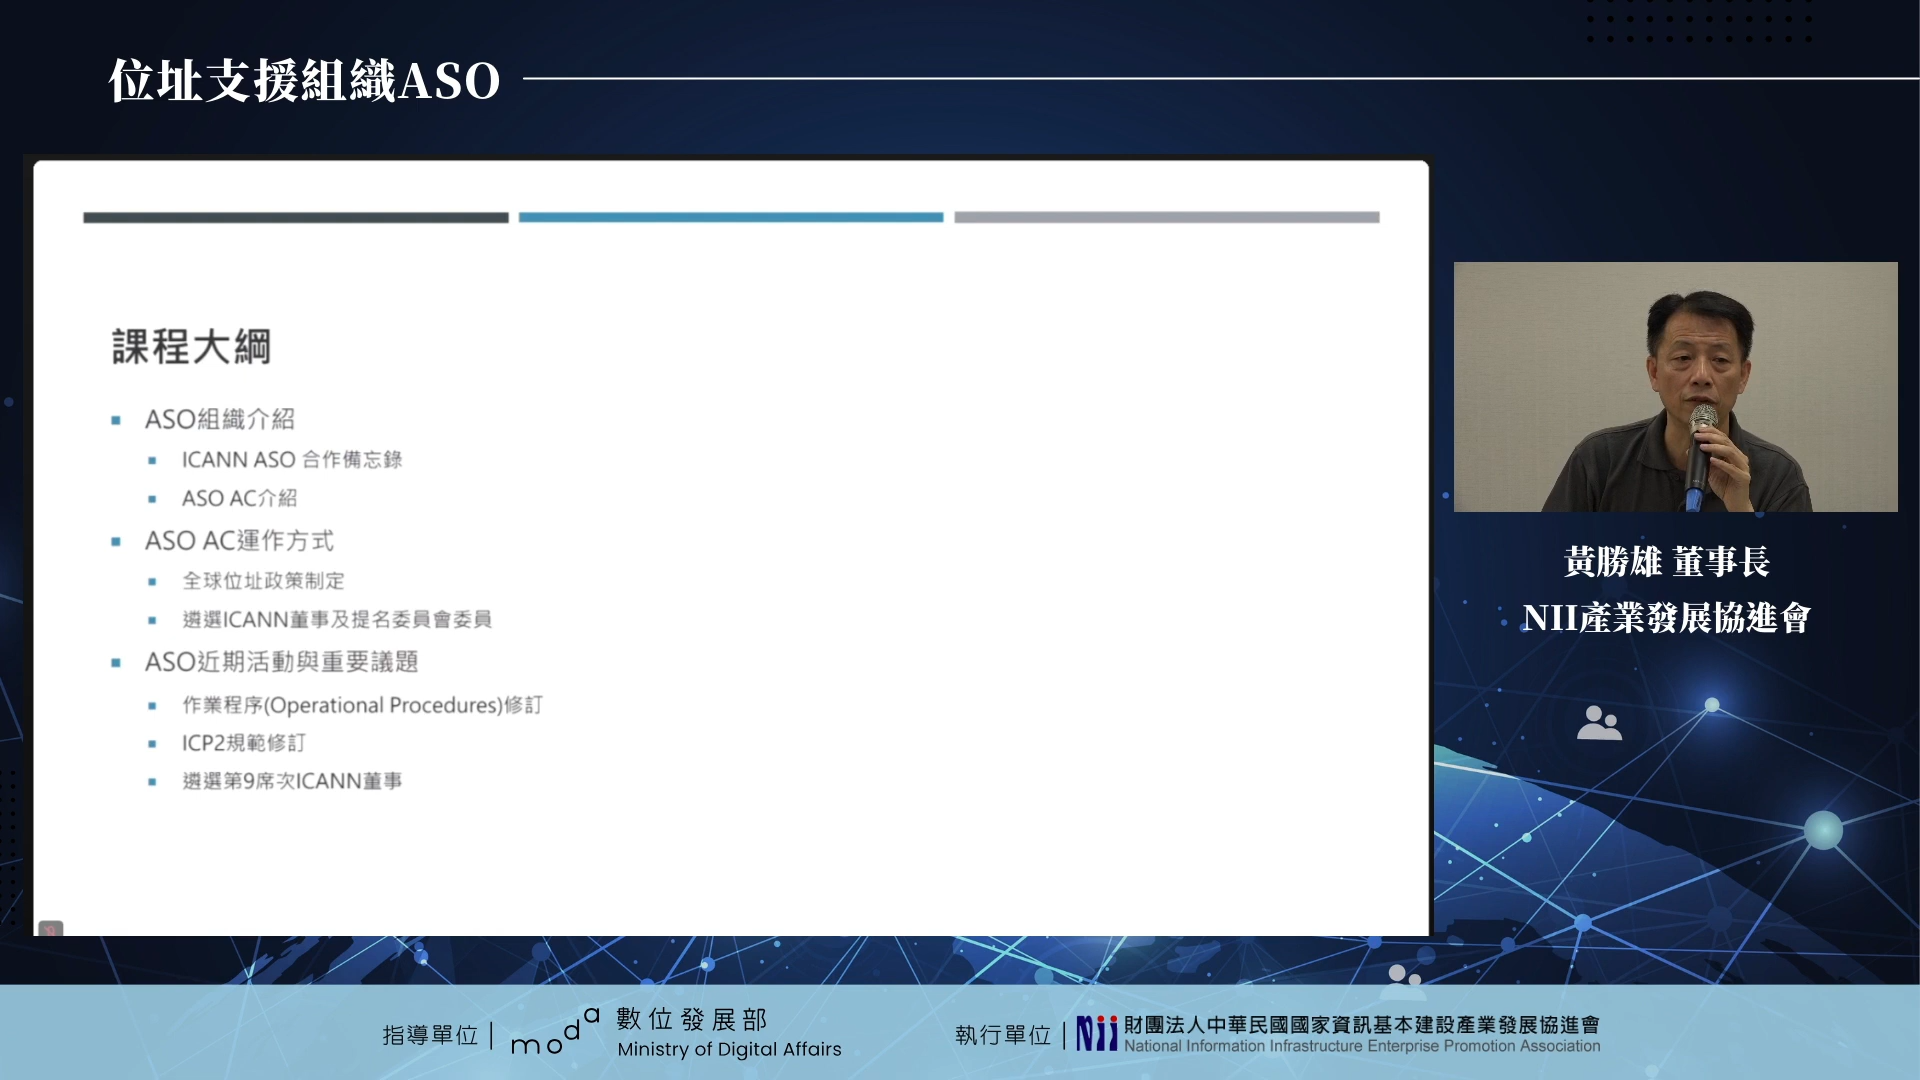 位址支援組織ASO
課程大綱
ASO組織介紹
ICANN ASO 合作備忘錄
ASO AC介紹
ASO AC運作方式
全球位址政策制定
遴選ICANN董事及提名委員會委員
ASO近期活動與重要議題
作業程序(Operational Procedures)修訂
ICP2規範修訂
遴選第9席次ICANN董事
黃勝雄 董事長
NII產業發展協進會
指導單位
moda
數位發展部
Ministry of Digital Affairs
執行單位
Nii
財團法人中華民國國家資訊基本建設產業發展協進會
National Information Infrastructure Enterprise Promotion Association